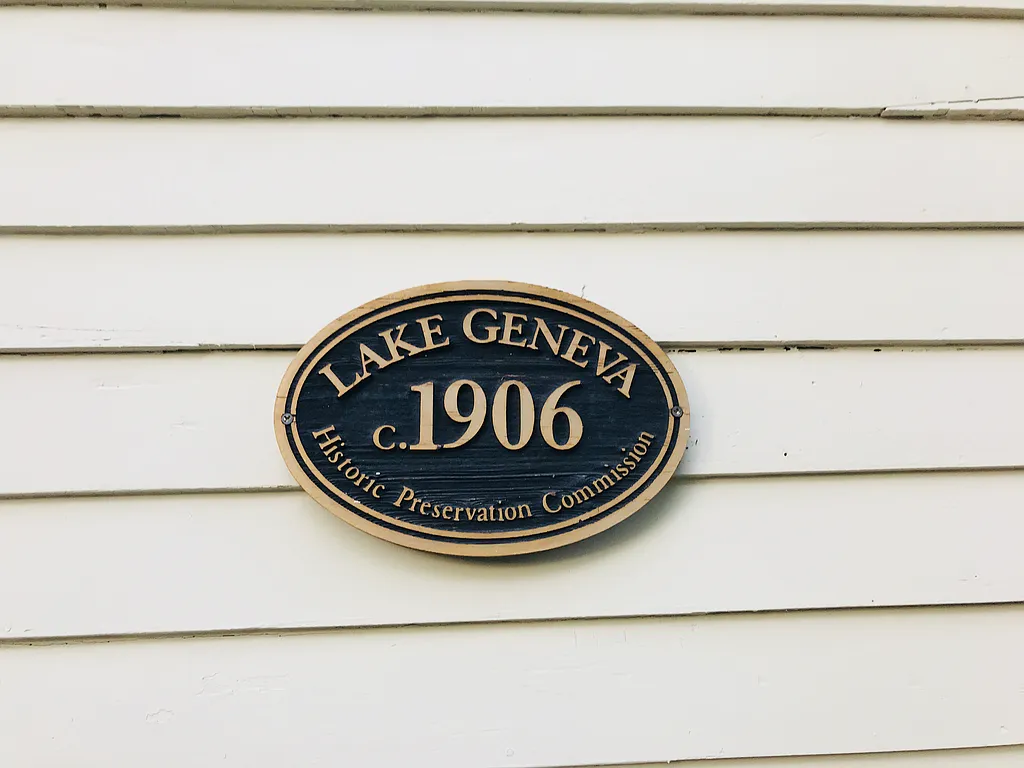 LAKE GENEVA
c.1906
Historic Preservation Commission